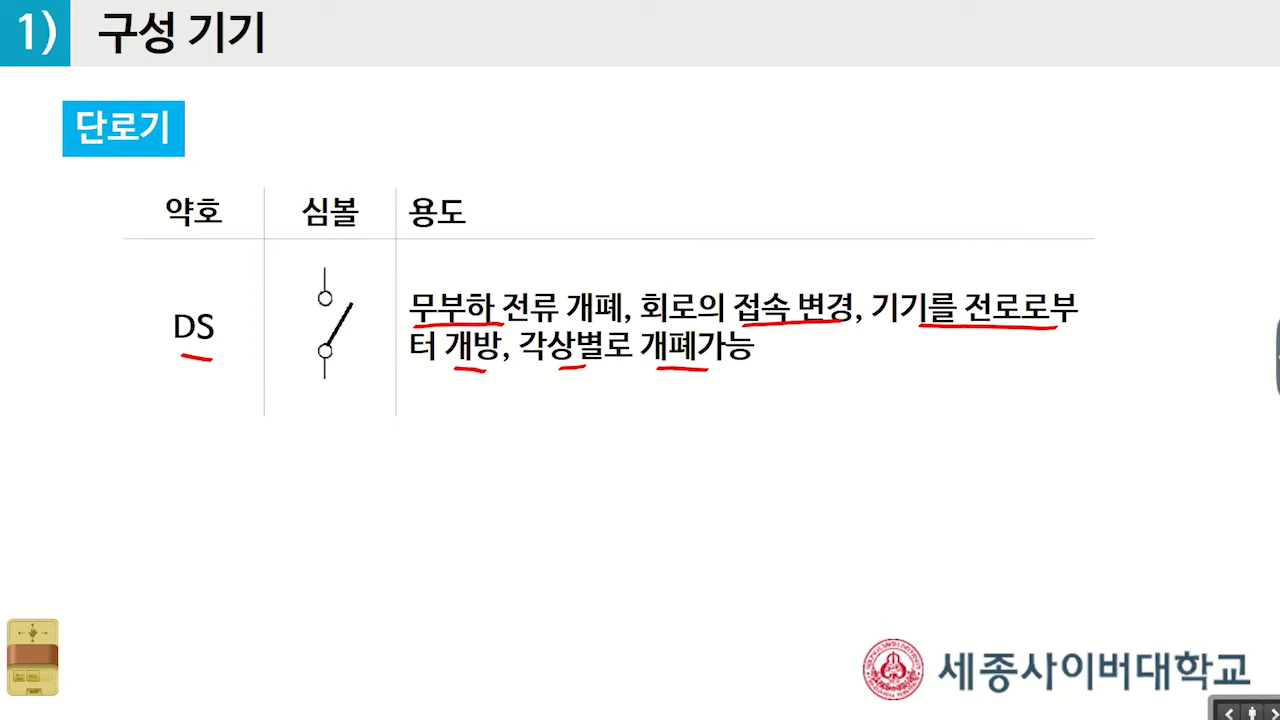 1) 구성 기기
단로기
약호 심볼 용도
DS
무부하 전류 개폐, 회로의 접속 변경, 기기를 전로로부
터 개방, 각상별로 개폐가능
세종사이버대학교